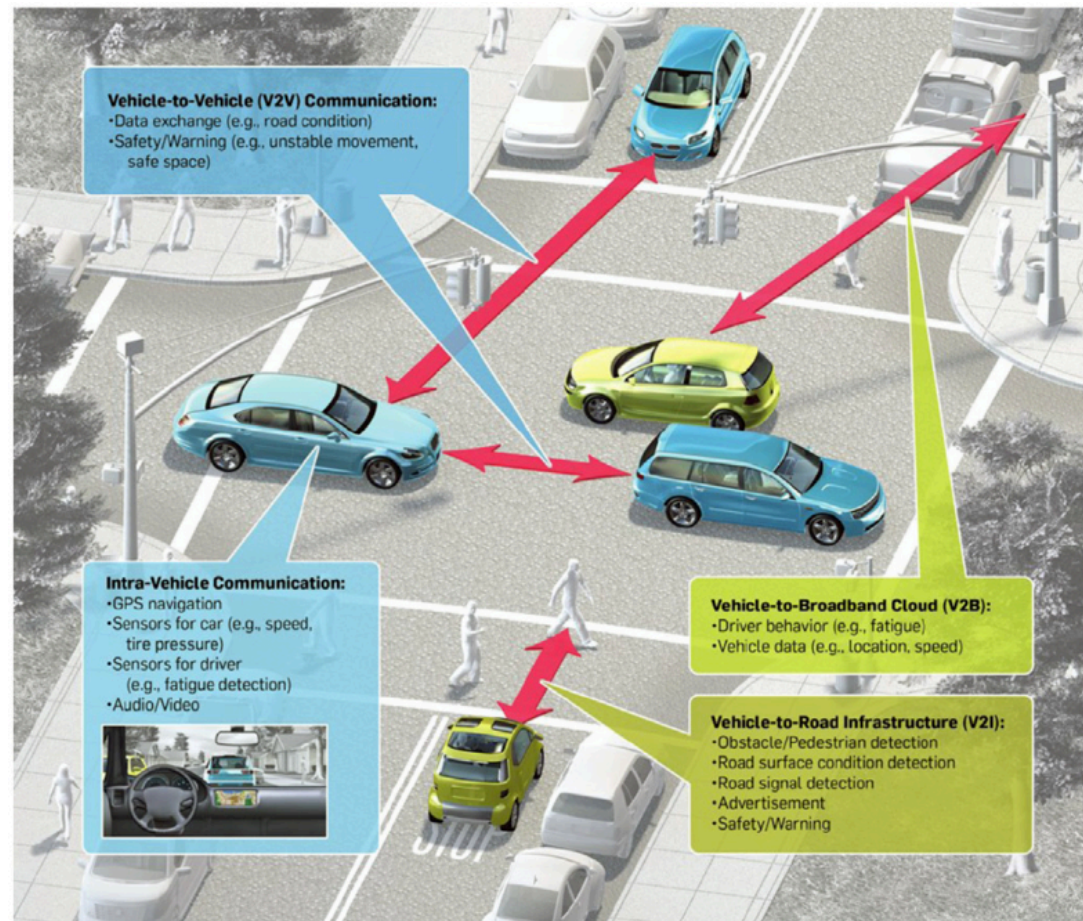 Vehicle-to-Vehicle (V2V) Communication:
•Data exchange (e.g., road condition)
•Safety/Warning (e.g., unstable movement,
safe space)
Intra-Vehicle Communication:
•GPS navigation
•Sensors for car (e.g., speed,
tire pressure)
•Sensors for driver
(e.g., fatigue detection)
•Audio/Video
Vehicle-to-Broadband Cloud (V2B):
•Driver behavior (e.g., fatigue)
•Vehicle data (e.g., location, speed)
Vehicle-to-Road Infrastructure (V2I):
•Obstacle/Pedestrian detection
•Road surface condition detection
•Road signal detection
•Advertisement
•Safety/Warning
STOP